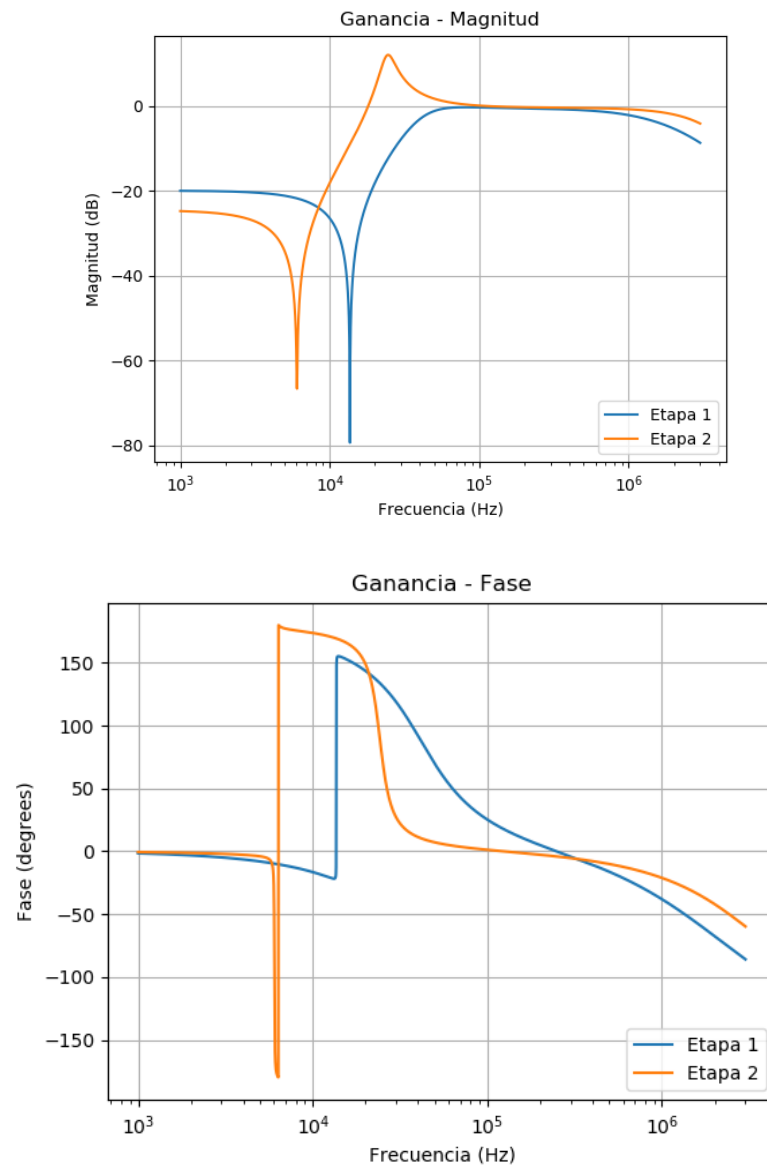 Ganancia - Magnitud
Magnitud (dB)
0
−20
−40
−60
−80
10³
10⁴
10⁵
10⁶
Frecuencia (Hz)
Etapa 1
Etapa 2
Ganancia - Fase
Fase (degrees)
150
100
50
0
−50
−100
−150
10³
10⁴
10⁵
10⁶
Frecuencia (Hz)
Etapa 1
Etapa 2